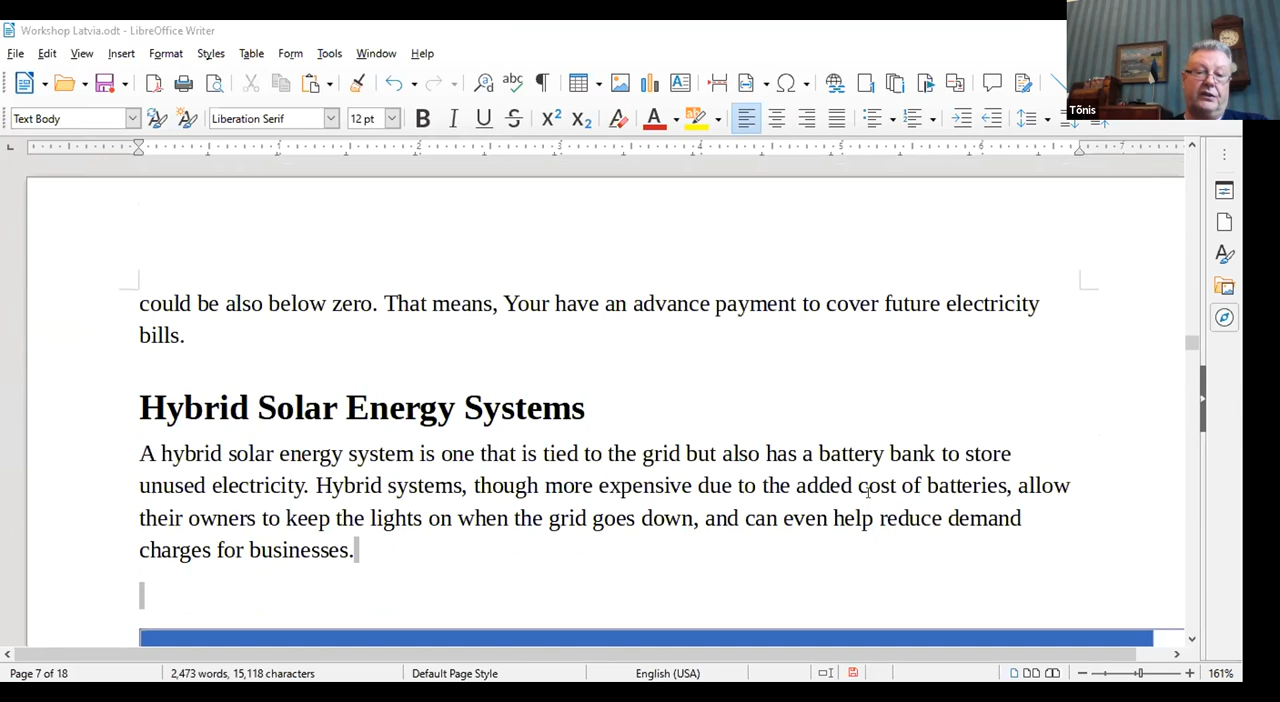 Workshop Latvia.odt - LibreOffice Writer
File Edit View Insert Format Styles Table Form Tools Window Help
Text Body Liberation Serif 12 pt
Tõnis
2 3 4 5 6 7
could be also below zero. That means, Your have an advance payment to cover future electricity
bills.
Hybrid Solar Energy Systems
A hybrid solar energy system is one that is tied to the grid but also has a battery bank to store
unused electricity. Hybrid systems, though more expensive due to the added cost of batteries, allow
their owners to keep the lights on when the grid goes down, and can even help reduce demand
charges for businesses.
Page 7 of 18 2,473 words, 15,118 characters Default Page Style English (USA) 161%